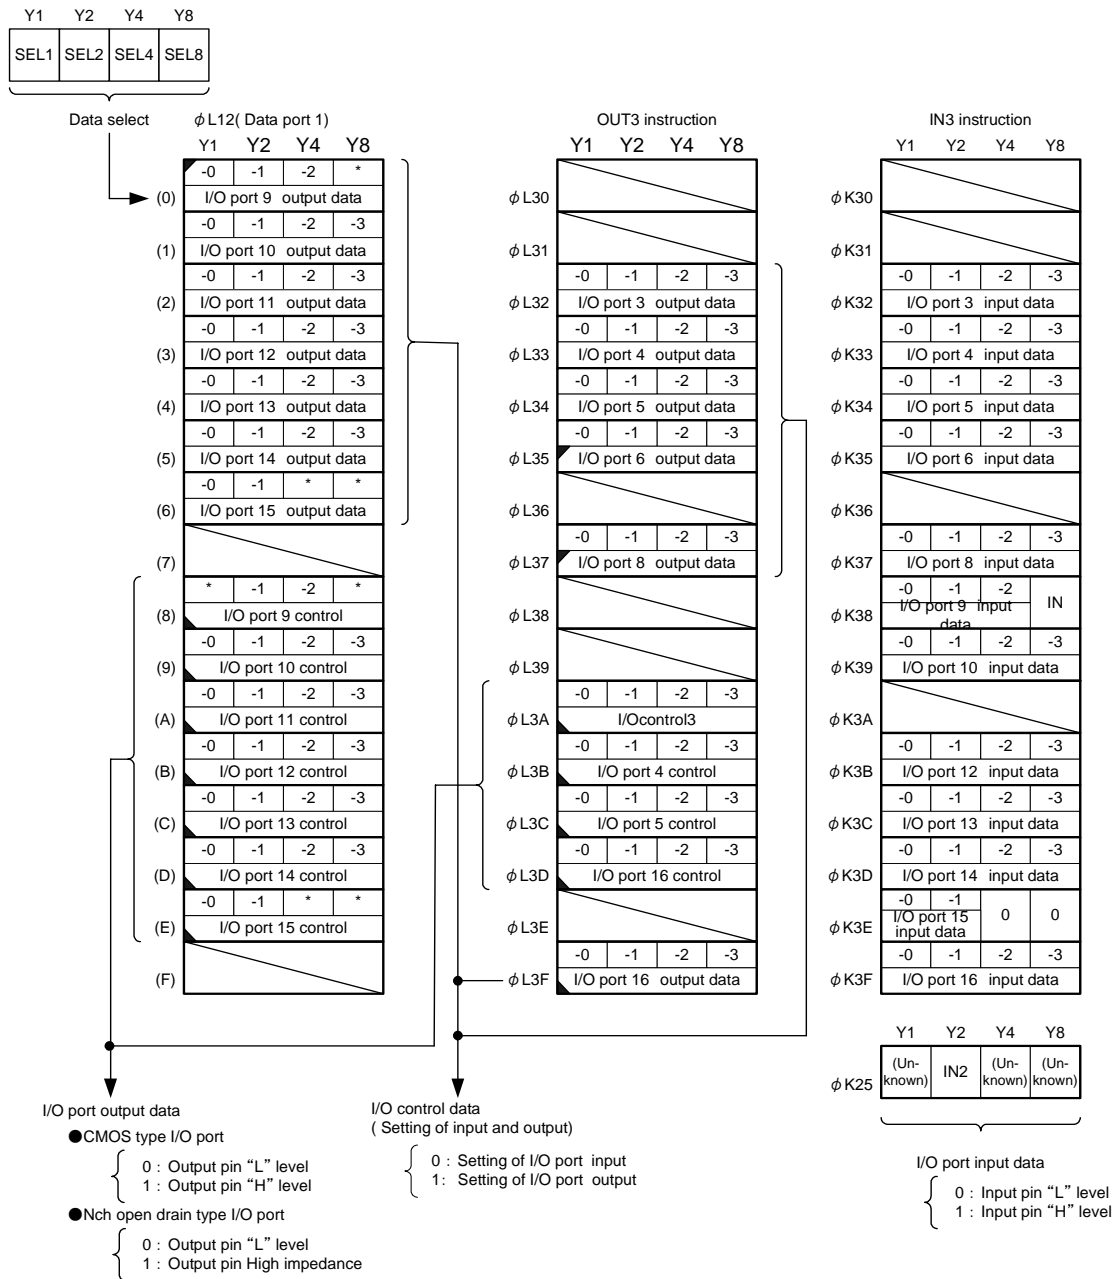 Y1 Y2 Y4 Y8
SEL1 SEL2 SEL4 SEL8
Data select
φL12( Data port 1)
Y1 Y2 Y4 Y8
-0 -1 -2 *
(0) I/O port 9 output data
-0 -1 -2 -3
(1) I/O port 10 output data
-0 -1 -2 -3
(2) I/O port 11 output data
-0 -1 -2 -3
(3) I/O port 12 output data
-0 -1 -2 -3
(4) I/O port 13 output data
-0 -1 -2 -3
(5) I/O port 14 output data
-0 -1 * *
(6) I/O port 15 output data
(7)
* -1 -2 *
(8) I/O port 9 control
-0 -1 -2 -3
(9) I/O port 10 control
-0 -1 -2 -3
(A) I/O port 11 control
-0 -1 -2 -3
(B) I/O port 12 control
-0 -1 -2 -3
(C) I/O port 13 control
-0 -1 -2 -3
(D) I/O port 14 control
-0 -1 * *
(E) I/O port 15 control
(F)
OUT3 instruction
Y1 Y2 Y4 Y8
φL30
φL31
-0 -1 -2 -3
φL32 I/O port 3 output data
-0 -1 -2 -3
φL33 I/O port 4 output data
-0 -1 -2 -3
φL34 I/O port 5 output data
-0 -1 -2 -3
φL35 I/O port 6 output data
φL36
-0 -1 -2 -3
φL37 I/O port 8 output data
φL38
φL39
-0 -1 -2 -3
φL3A I/Ocontrol3
-0 -1 -2 -3
φL3B I/O port 4 control
-0 -1 -2 -3
φL3C I/O port 5 control
-0 -1 -2 -3
φL3D I/O port 16 control
φL3E
-0 -1 -2 -3
φL3F I/O port 16 output data
IN3 instruction
Y1 Y2 Y4 Y8
φK30
φK31
-0 -1 -2 -3
φK32 I/O port 3 input data
-0 -1 -2 -3
φK33 I/O port 4 input data
-0 -1 -2 -3
φK34 I/O port 5 input data
-0 -1 -2 -3
φK35 I/O port 6 input data
φK36
-0 -1 -2 -3
φK37 I/O port 8 input data
-0 -1 -2 IN
φK38 I/O port 9 input
data
-0 -1 -2 -3
φK39 I/O port 10 input data
φK3A
-0 -1 -2 -3
φK3B I/O port 12 input data
-0 -1 -2 -3
φK3C I/O port 13 input data
-0 -1 -2 -3
φK3D I/O port 14 input data
-0 -1 0 0
φK3E I/O port 15
input data
-0 -1 -2 -3
φK3F I/O port 16 input data
Y1 Y2 Y4 Y8
φK25 (Un-known) IN2 (Un-known) (Un-known)
I/O port output data
●CMOS type I/O port
0 : Output pin “L” level
1 : Output pin “H” level
●Nch open drain type I/O port
0 : Output pin “L” level
1 : Output pin High impedance
I/O control data
( Setting of input and output)
0 : Setting of I/O port input
1: Setting of I/O port output
I/O port input data
0 : Input pin “L” level
1 : Input pin “H” level